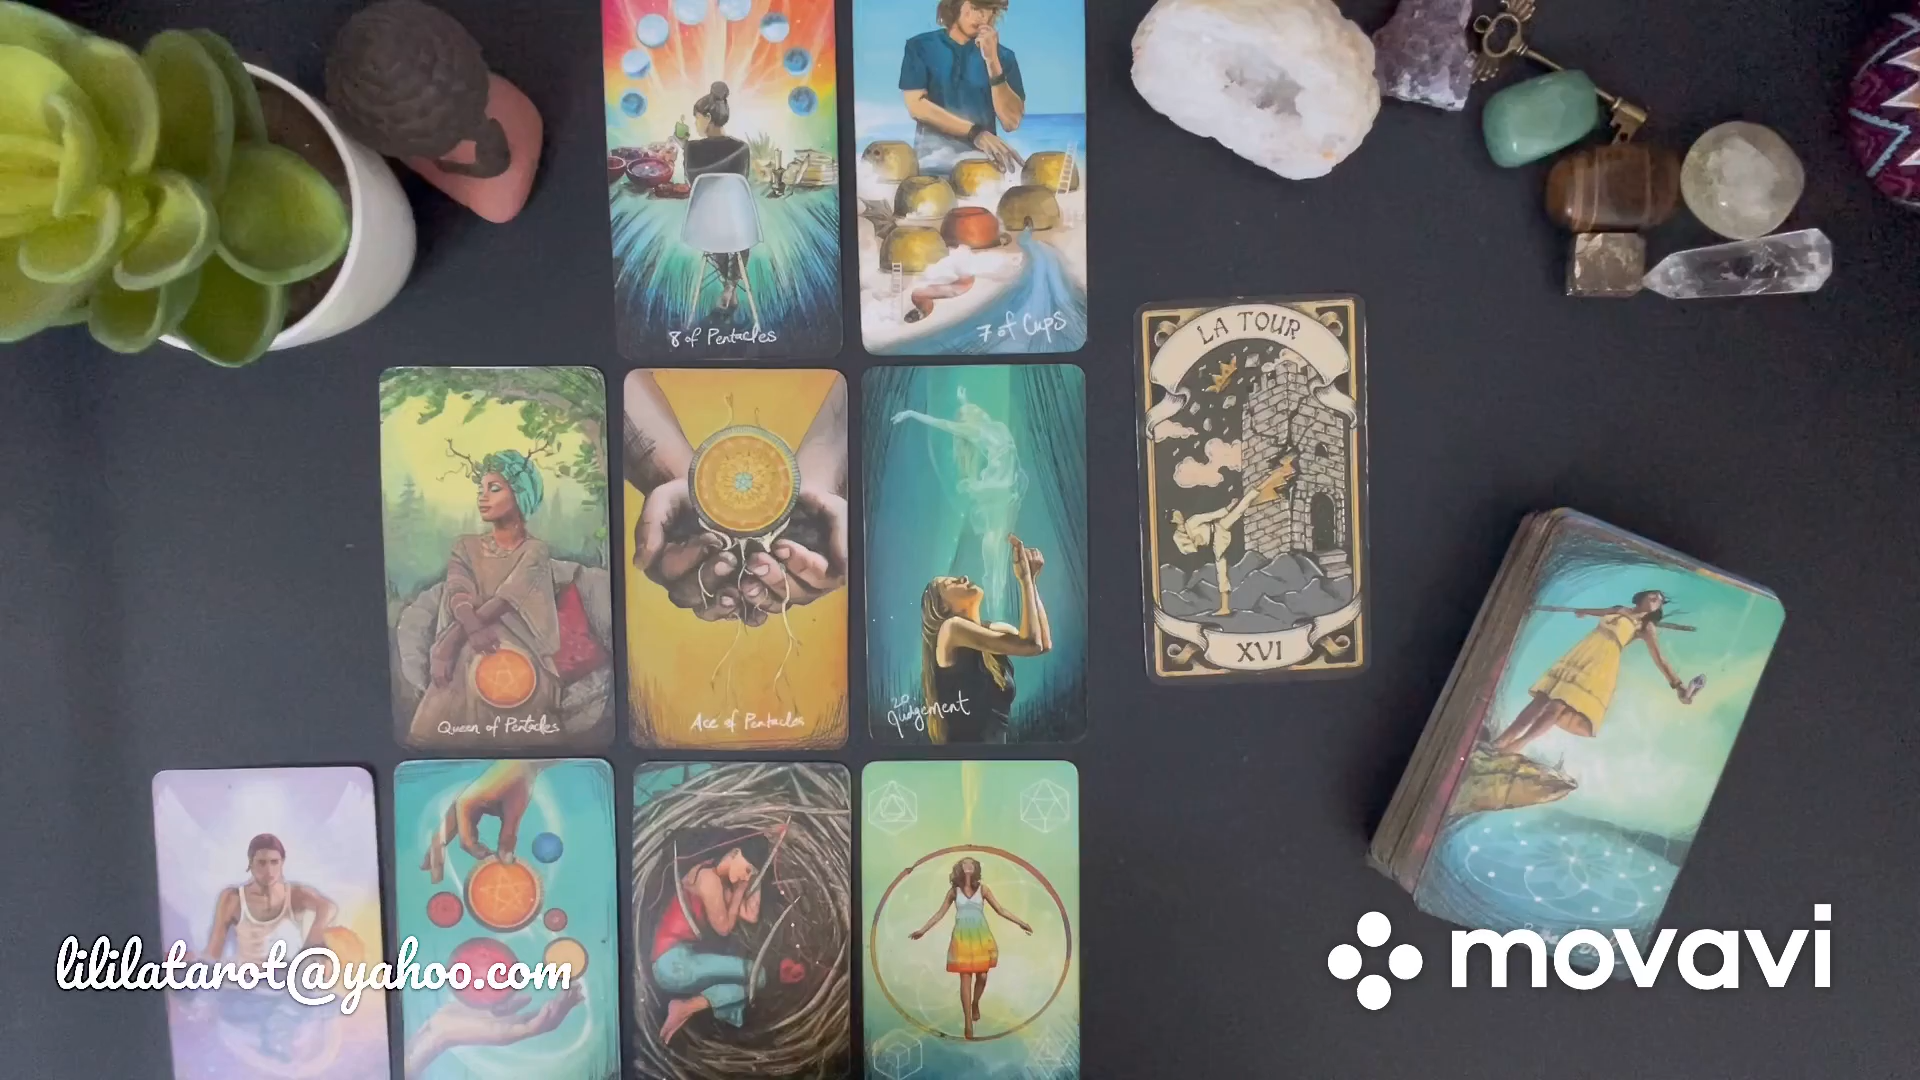 8 of Pentacles
7 of Cups
LA TOUR
XVI
Queen of Pentacles
Ace of Pentacles
20
Judgement
lililatarot@yahoo.com
movavi